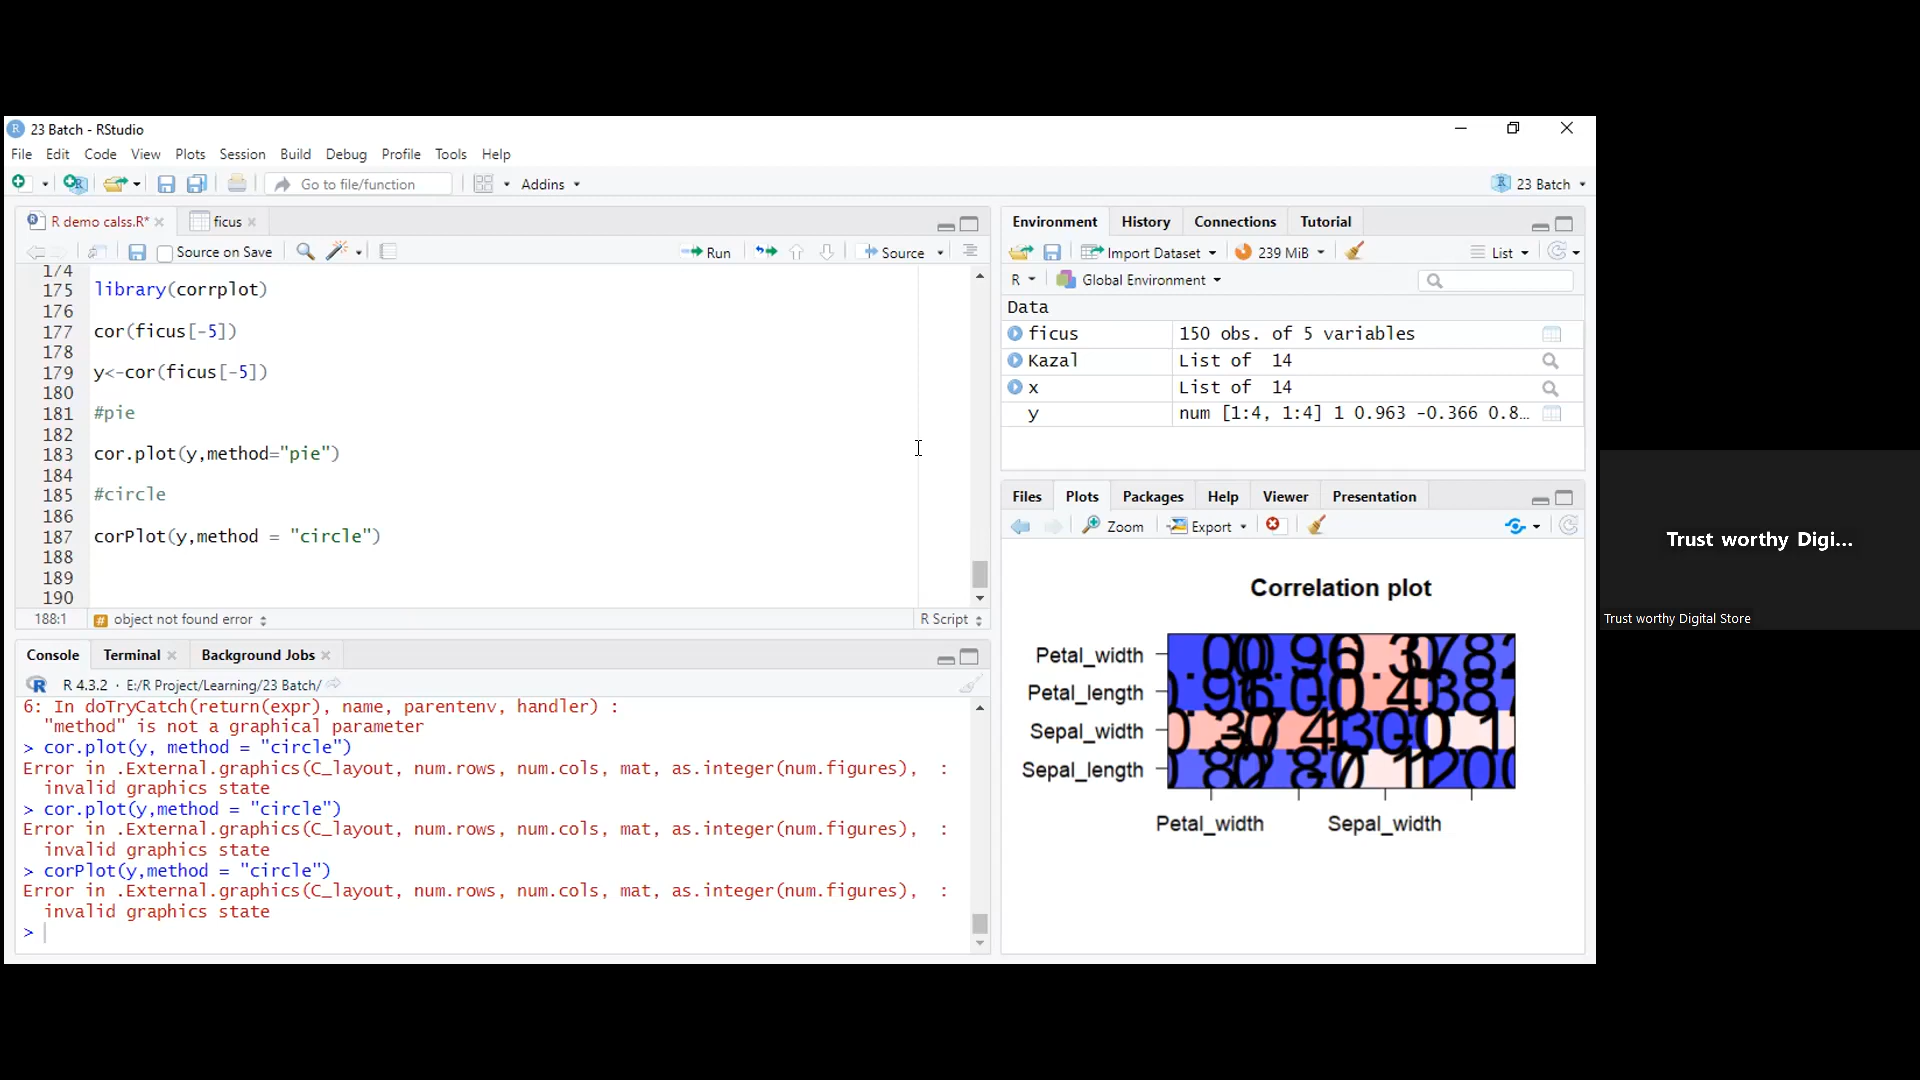 23 Batch - RStudio
File Edit Code View Plots Session Build Debug Profile Tools Help
Go to file/function Addins 23 Batch
R demo calss.R* ficus
Source on Save Run Source
174
175 library(corrplot)
176
177 cor(ficus[-5])
178
179 y<-cor(ficus[-5])
180
181 #pie
182
183 cor.plot(y,method="pie")
184
185 #circle
186
187 corPlot(y,method = "circle")
188
189
190
188:1 object not found error R Script
Console Terminal Background Jobs
R 4.3.2 · E:/R Project/Learning/23 Batch/
6: In doTryCatch(return(expr), name, parentenv, handler) :
"method" is not a graphical parameter
> cor.plot(y, method = "circle")
Error in .External.graphics(C_layout, num.rows, num.cols, mat, as.integer(num.figures), :
invalid graphics state
> cor.plot(y,method = "circle")
Error in .External.graphics(C_layout, num.rows, num.cols, mat, as.integer(num.figures), :
invalid graphics state
> corPlot(y,method = "circle")
Error in .External.graphics(C_layout, num.rows, num.cols, mat, as.integer(num.figures), :
invalid graphics state
>
Environment History Connections Tutorial
Import Dataset 239 MiB List
R Global Environment
Data
ficus 150 obs. of 5 variables
Kazal List of 14
x List of 14
y num [1:4, 1:4] 1 0.963 -0.366 0.8...
Files Plots Packages Help Viewer Presentation
Zoom Export
Correlation plot
Petal_width
Petal_length
Sepal_width
Sepal_length
Petal_width Sepal_width
Trust worthy Digi...
Trust worthy Digital Store